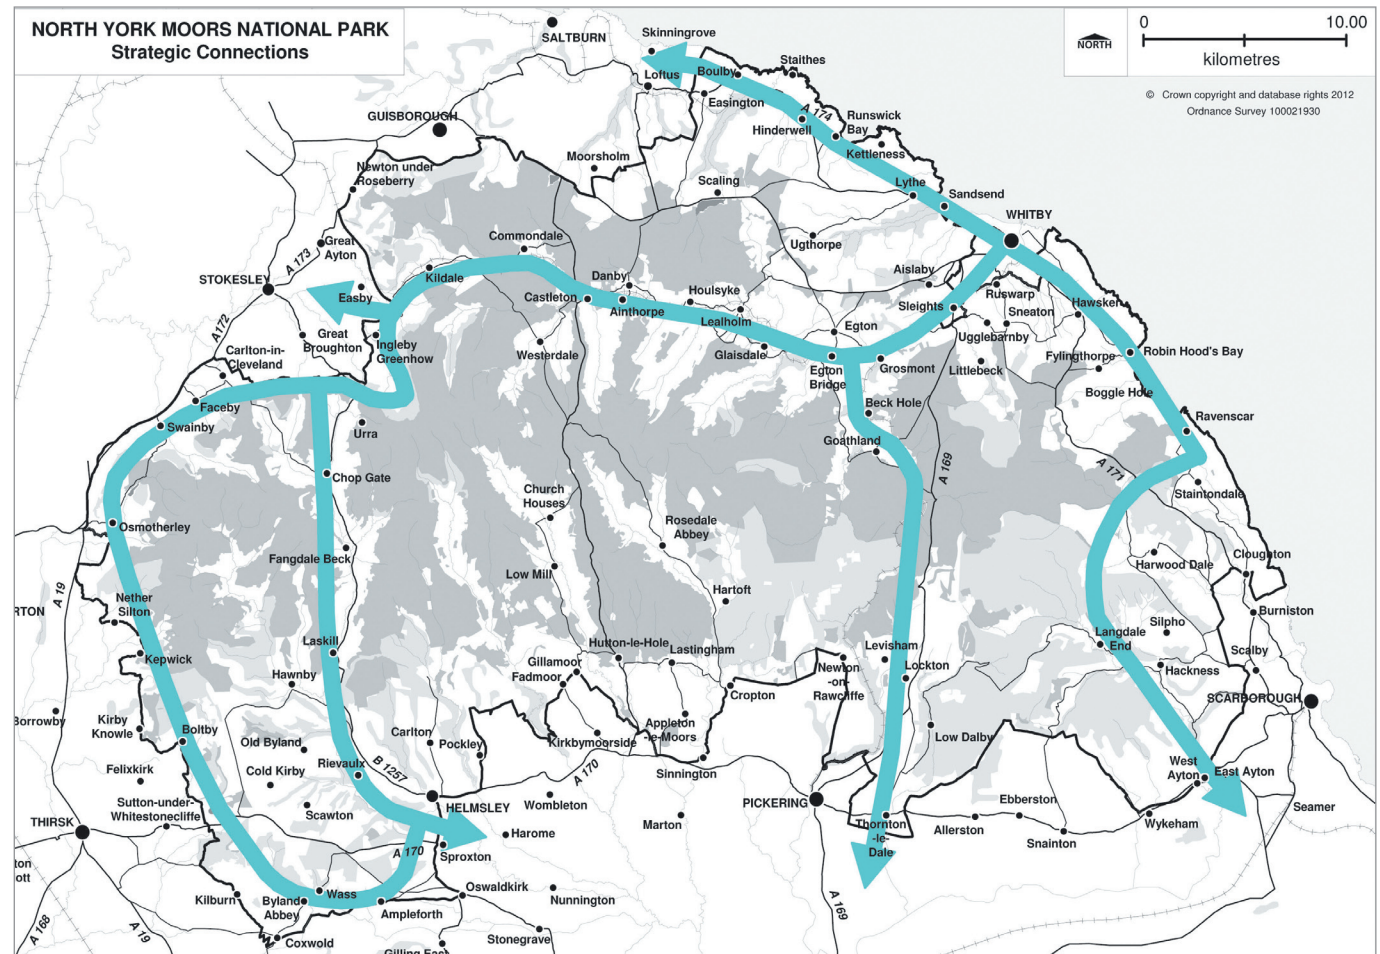 NORTH YORK MOORS NATIONAL PARK
Strategic Connections
NORTH
0
10.00
kilometres
© Crown copyright and database rights 2012
Ordnance Survey 100021930
SALTBURN
Skinningrove
Loftus
Boulby
Staithes
Easington
A 174
Hinderwell
Runswick
Bay
Kettleness
GUISBOROUGH
Moorsholm
Newton under
Roseberry
Scaling
Lythe
Sandsend
WHITBY
Great
Ayton
A 173
Commondale
Ugthorpe
STOKESLEY
Easby
Kildale
Castleton
Danby
Ainthorpe
Houlsyke
Lealholm
Aislaby
Sleights
Ruswarp
Sneaton
Hawsker
A172
Great
Broughton
Ingleby
Greenhow
Westerdale
Glaisdale
Egton
Egton
Bridge
Grosmont
Ugglebarnby
Littlebeck
Fylingthorpe
Robin Hood's Bay
Boggle Hole
Carlton-in-
Cleveland
Faceby
Swainby
Urra
Beck Hole
Goathland
Ravenscar
Chop Gate
A 169
A 171
Staintondale
Church
Houses
Osmotherley
Rosedale
Abbey
Fangdale Beck
Low Mill
Harwood Dale
Cloughton
A 19
RTON
Nether
Silton
Hartoft
Burniston
Laskill
Hutton-le-Hole
Lastingham
Levisham
Lockton
Langdale
End
Silpho
Scalby
Kepwick
Hawnby
Gillamoor
Fadmoor
Cropton
Newton
-on-
Rawcliffe
Hackness
SCARBOROUGH
Borrowby
Kirby
Knowle
Boltby
Old Byland
Carlton
Pockley
Kirkbymoorside
Appleton
-le-Moors
Low Dalby
Felixkirk
Cold Kirby
Rievaulx
B 1257
A 170
Sinnington
West
Ayton
East Ayton
Sutton-under-
Whitestonecliffe
Scawton
HELMSLEY
Wombleton
PICKERING
Ebberston
Seamer
THIRSK
Harome
Marton
Thornton
-le-
Dale
Allerston
Snainton
Wykeham
A 170
Sproxton
ton
ott
Kilburn
Byland
Abbey
Wass
Ampleforth
Oswaldkirk
Nunnington
A 169
A 168
A 19
Coxwold
Stonegrave
Gilling East